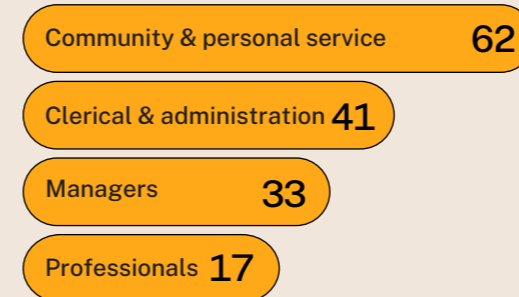 Community & personal service 62
Clerical & administration 41
Managers 33
Professionals 17